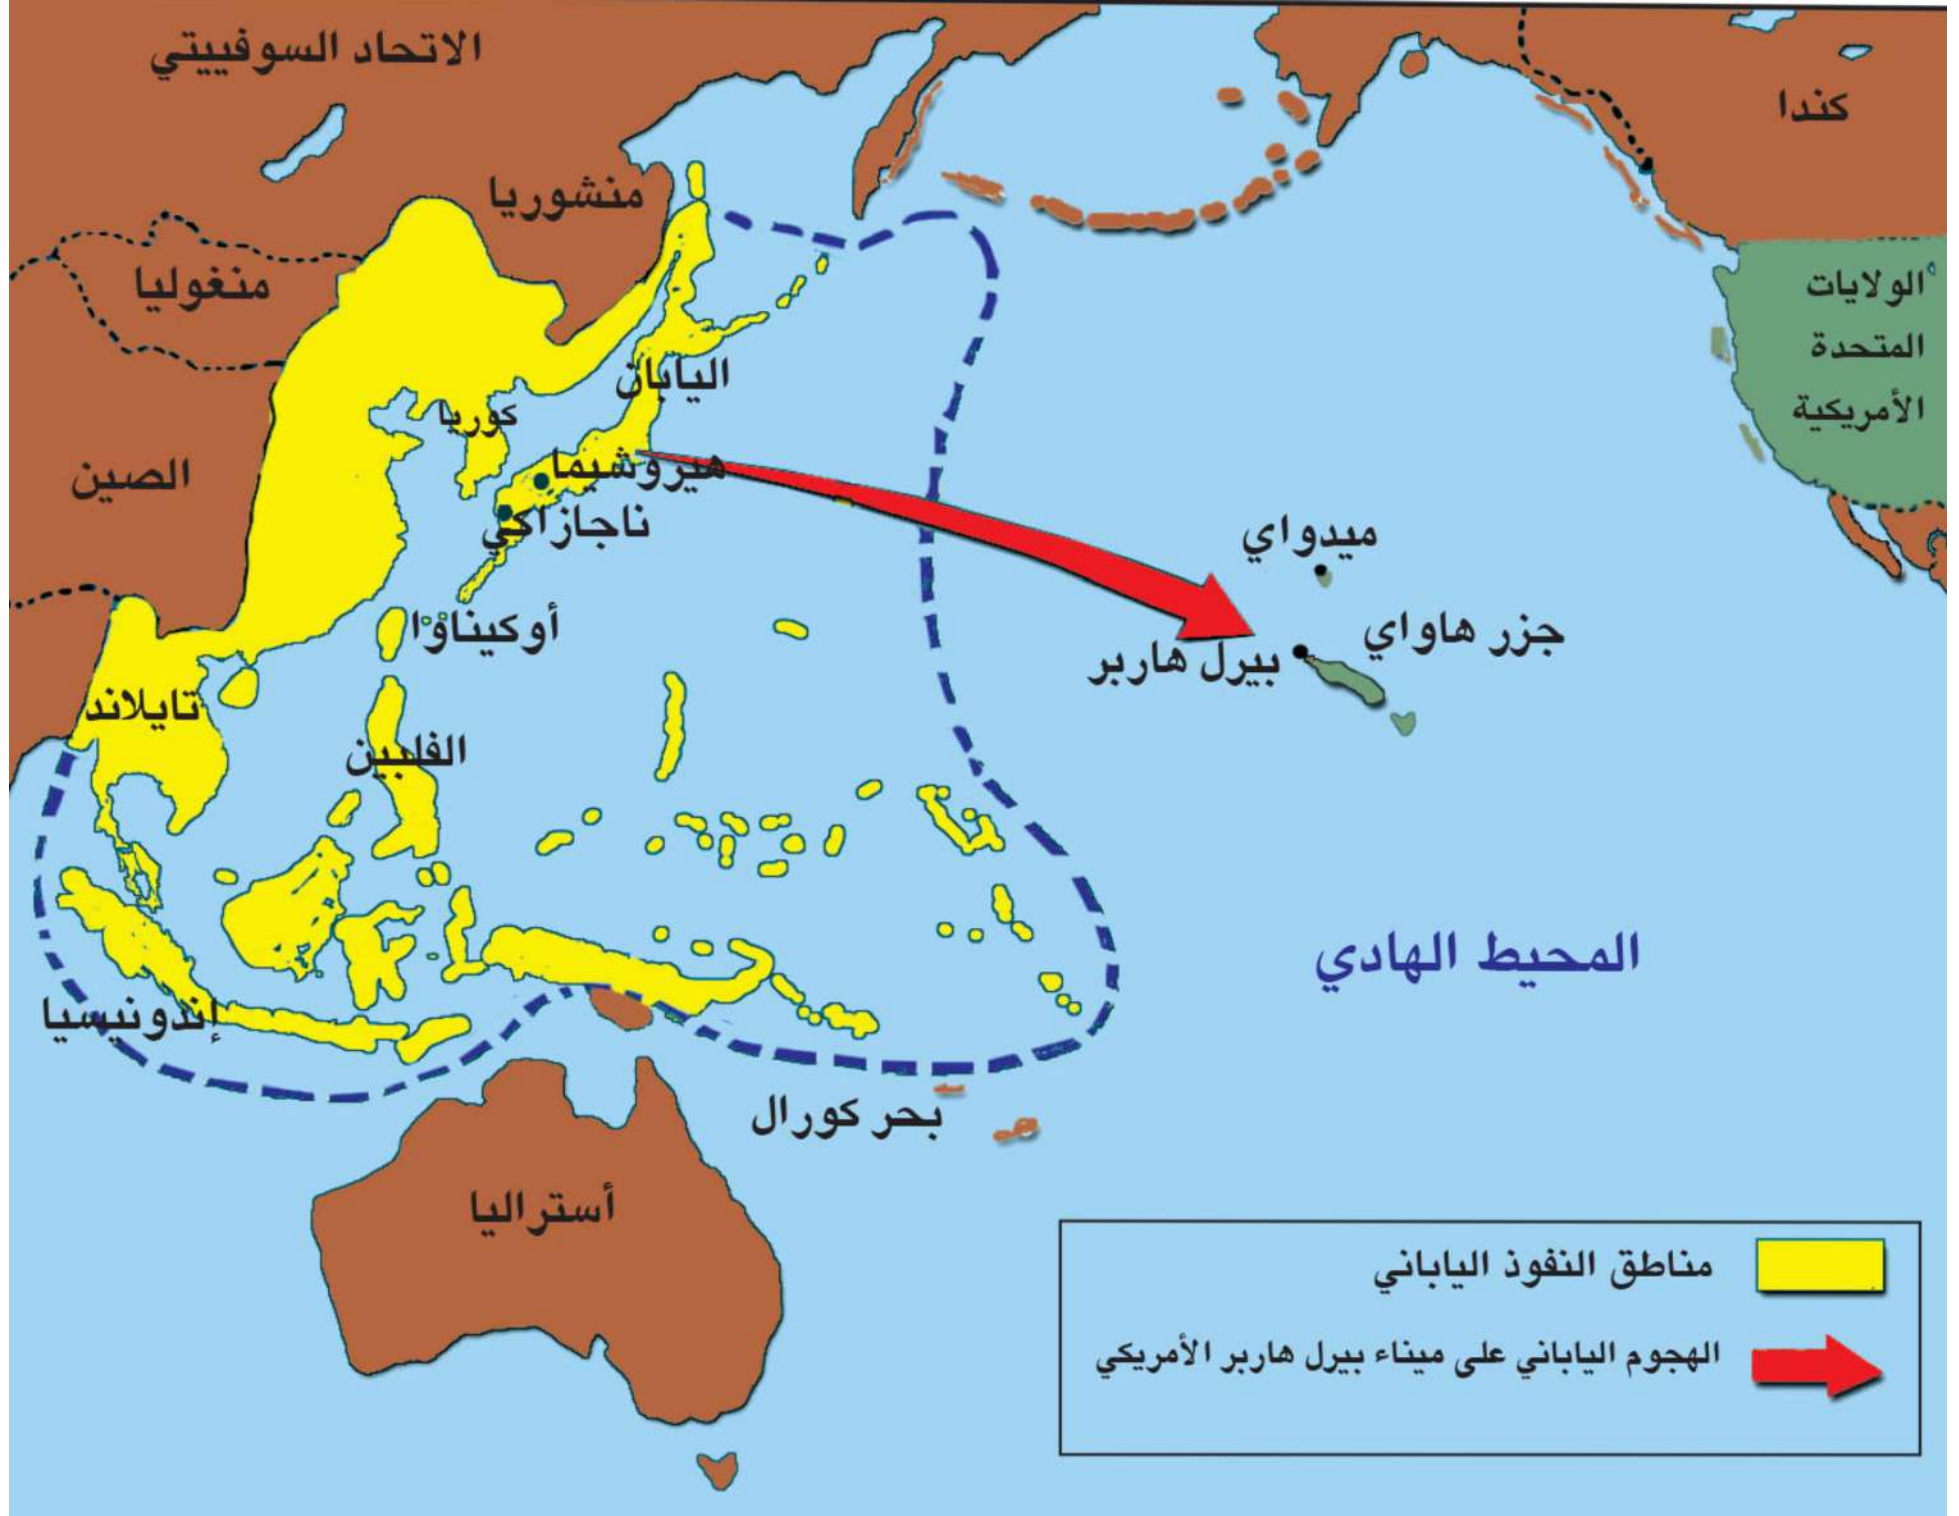 الاتحاد السوفييتي
كندا
منشوريا
منغوليا
الولايات
المتحدة
الأمريكية
اليابان
كوريا
الصين
هيروشيما
ناجازاكي
ميدواي
أوكيناوا
جزر هاواي
بيرل هاربر
تايلاند
الفلبين
المحيط الهادي
إندونيسيا
بحر كورال
أستراليا
مناطق النفوذ الياباني
الهجوم الياباني على ميناء بيرل هاربر الأمريكي